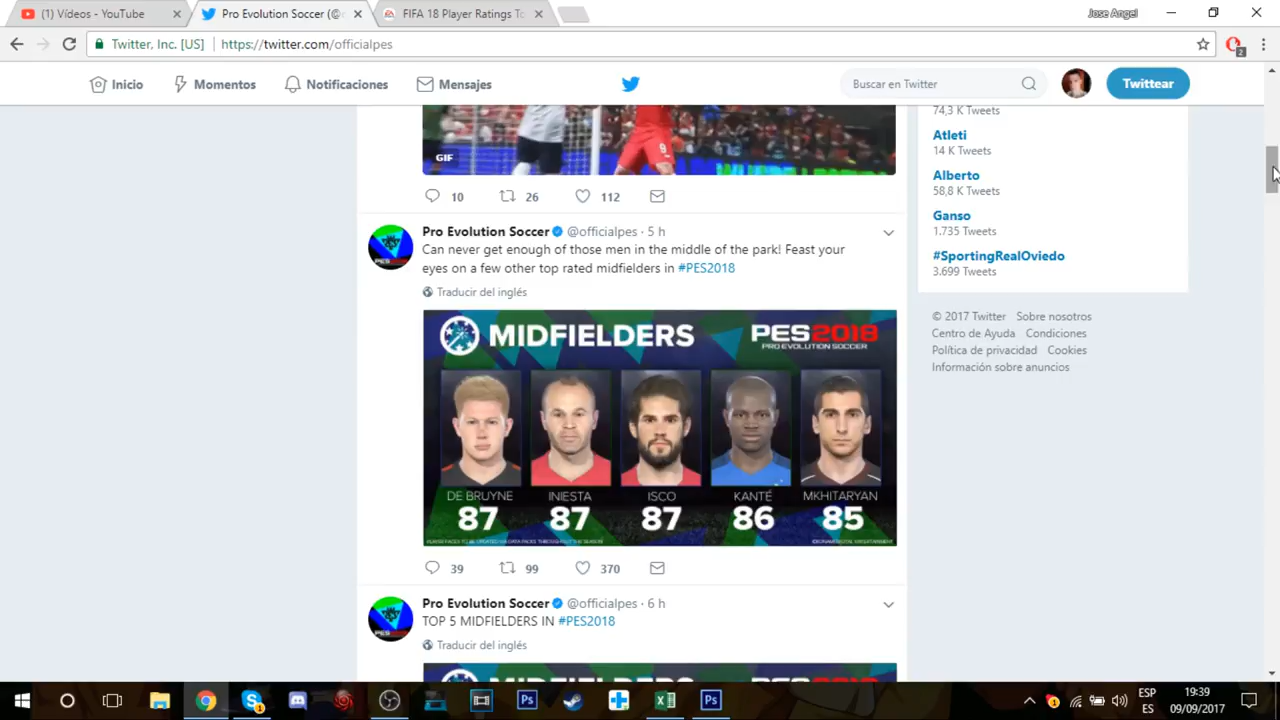 (1) Vídeos - YouTube
Pro Evolution Soccer (@
FIFA 18 Player Ratings To
Jose Angel
Twitter, Inc. [US]
https://twitter.com/officialpes
2
Inicio
Momentos
Notificaciones
Mensajes
Buscar en Twitter
Twittear
GIF
10
26
112
Pro Evolution Soccer @officialpes · 5 h
Can never get enough of those men in the middle of the park! Feast your
eyes on a few other top rated midfielders in #PES2018
Traducir del inglés
MIDFIELDERS
PES2018
PRO EVOLUTION SOCCER
DE BRUYNE
INIESTA
ISCO
KANTÉ
MKHITARYAN
87
87
87
86
85
39
99
370
Pro Evolution Soccer @officialpes · 6 h
TOP 5 MIDFIELDERS IN #PES2018
Traducir del inglés
MIDFIELDERS
74,3 K Tweets
Atleti
14 K Tweets
Alberto
58,8 K Tweets
Ganso
1.735 Tweets
#SportingRealOviedo
3.699 Tweets
© 2017 Twitter Sobre nosotros
Centro de Ayuda Condiciones
Política de privacidad Cookies
Información sobre anuncios
ESP
ES
19:39
09/09/2017